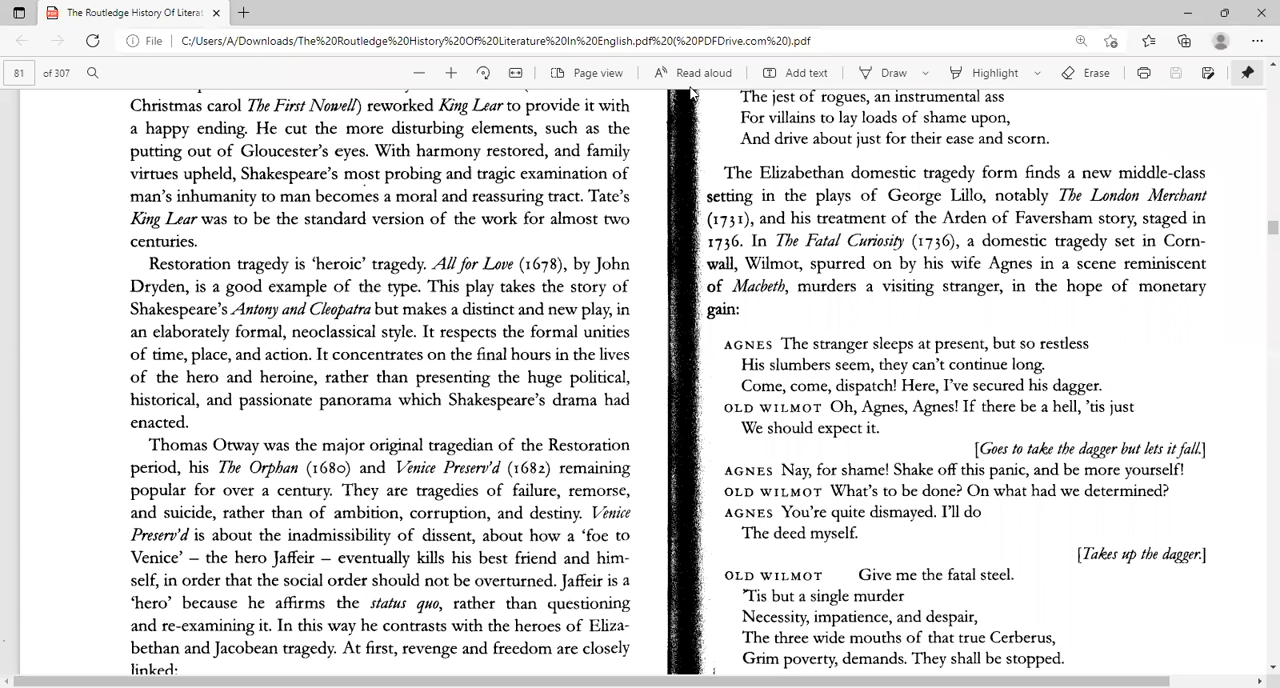 The Routledge History Of Literat
File
C:/Users/A/Downloads/The%20Routledge%20History%20Of%20Literature%20In%20English.pdf%20(%20PDFDrive.com%20).pdf
81 of 307
Page view
Read aloud
Add text
Draw
Highlight
Erase
Christmas carol The First Nowell) reworked King Lear to provide it with
a happy ending. He cut the more disturbing elements, such as the
putting out of Gloucester's eyes. With harmony restored, and family
virtues upheld, Shakespeare's most probing and tragic examination of
man's inhumanity to man becomes a moral and reassuring tract. Tate's
King Lear was to be the standard version of the work for almost two
centuries.
Restoration tragedy is 'heroic' tragedy. All for Love (1678), by John
Dryden, is a good example of the type. This play takes the story of
Shakespeare's Antony and Cleopatra but makes a distinct and new play, in
an elaborately formal, neoclassical style. It respects the formal unities
of time, place, and action. It concentrates on the final hours in the lives
of the hero and heroine, rather than presenting the huge political,
historical, and passionate panorama which Shakespeare's drama had
enacted.
Thomas Otway was the major original tragedian of the Restoration
period, his The Orphan (1680) and Venice Preserv'd (1682) remaining
popular for over a century. They are tragedies of failure, remorse,
and suicide, rather than of ambition, corruption, and destiny. Venice
Preserv'd is about the inadmissibility of dissent, about how a 'foe to
Venice' – the hero Jaffeir – eventually kills his best friend and him-
self, in order that the social order should not be overturned. Jaffeir is a
'hero' because he affirms the status quo, rather than questioning
and re-examining it. In this way he contrasts with the heroes of Eliza-
bethan and Jacobean tragedy. At first, revenge and freedom are closely
linked:
The jest of rogues, an instrumental ass
For villains to lay loads of shame upon,
And drive about just for their ease and scorn.
The Elizabethan domestic tragedy form finds a new middle-class
setting in the plays of George Lillo, notably The London Merchant
(1731), and his treatment of the Arden of Faversham story, staged in
1736. In The Fatal Curiosity (1736), a domestic tragedy set in Corn-
wall, Wilmot, spurred on by his wife Agnes in a scene reminiscent
of Macbeth, murders a visiting stranger, in the hope of monetary
gain:
AGNES The stranger sleeps at present, but so restless
His slumbers seem, they can't continue long.
Come, come, dispatch! Here, I've secured his dagger.
OLD WILMOT Oh, Agnes, Agnes! If there be a hell, 'tis just
We should expect it.
[Goes to take the dagger but lets it fall.]
AGNES Nay, for shame! Shake off this panic, and be more yourself!
OLD WILMOT What's to be done? On what had we determined?
AGNES You're quite dismayed. I'll do
The deed myself.
[Takes up the dagger.]
OLD WILMOT Give me the fatal steel.
'Tis but a single murder
Necessity, impatience, and despair,
The three wide mouths of that true Cerberus,
Grim poverty, demands. They shall be stopped.